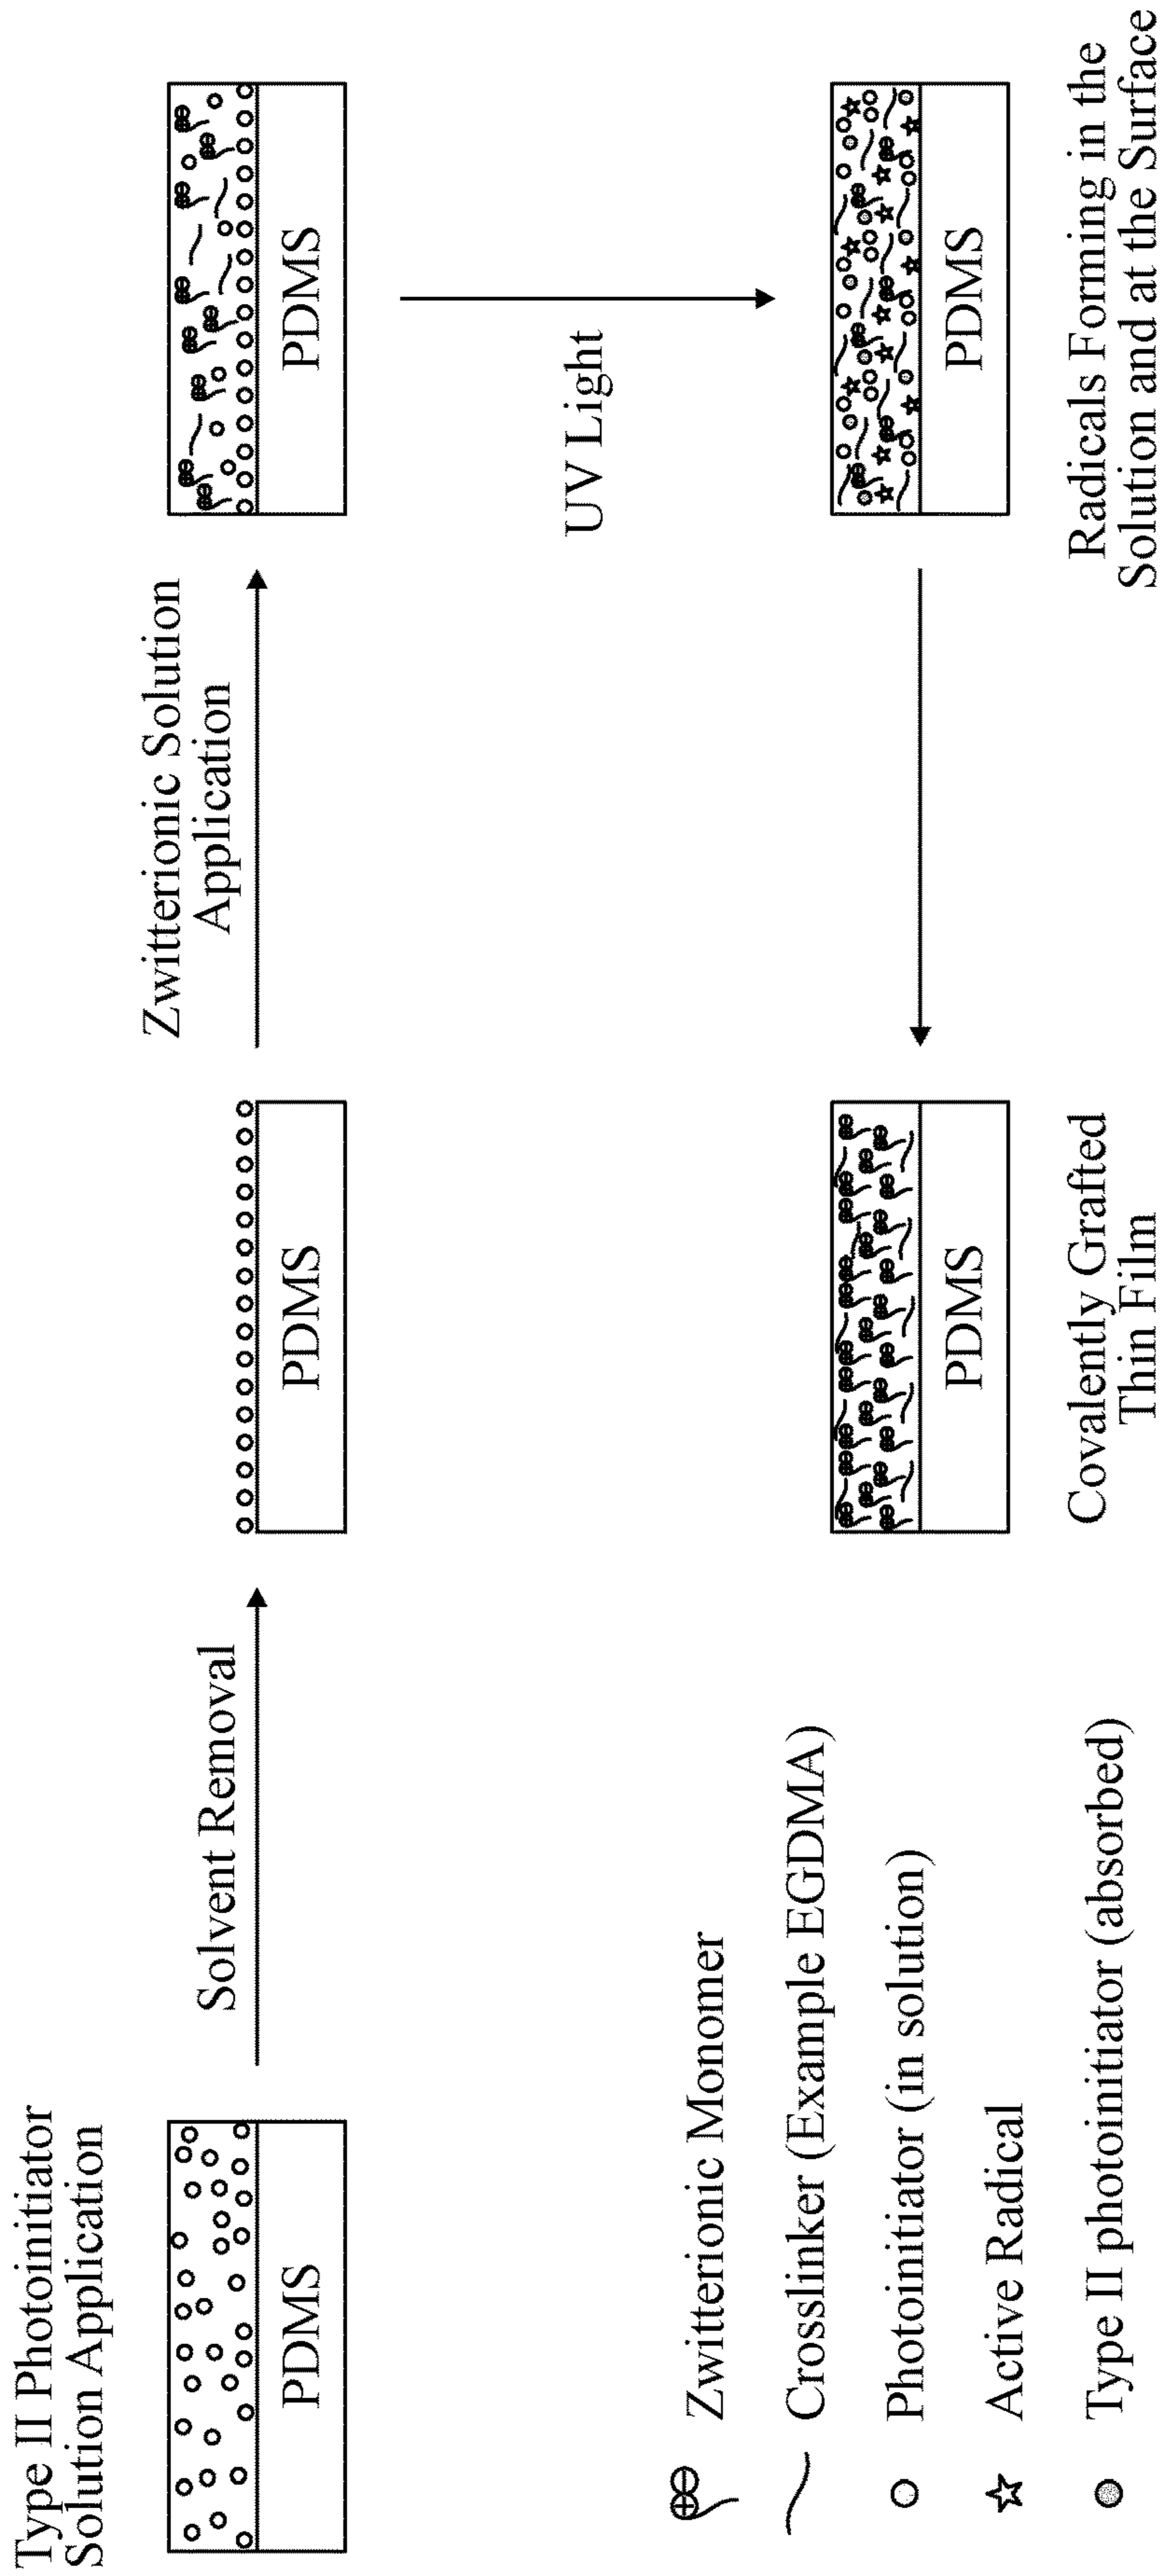 Type II Photoinitiator
Solution Application
PDMS
Solvent Removal
PDMS
Zwitterionic Solution
Application
PDMS
UV Light
PDMS
Radicals Forming in the
Solution and at the Surface
PDMS
Covalently Grafted
Thin Film
Zwitterionic Monomer
Crosslinker (Example EGDMA)
Photoinitiator (in solution)
Active Radical
Type II photoinitiator (absorbed)